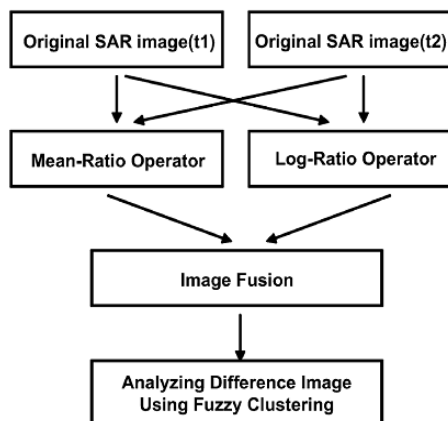 Original SAR image(t1)
Original SAR image(t2)
Mean-Ratio Operator
Log-Ratio Operator
Image Fusion
Analyzing Difference Image
Using Fuzzy Clustering